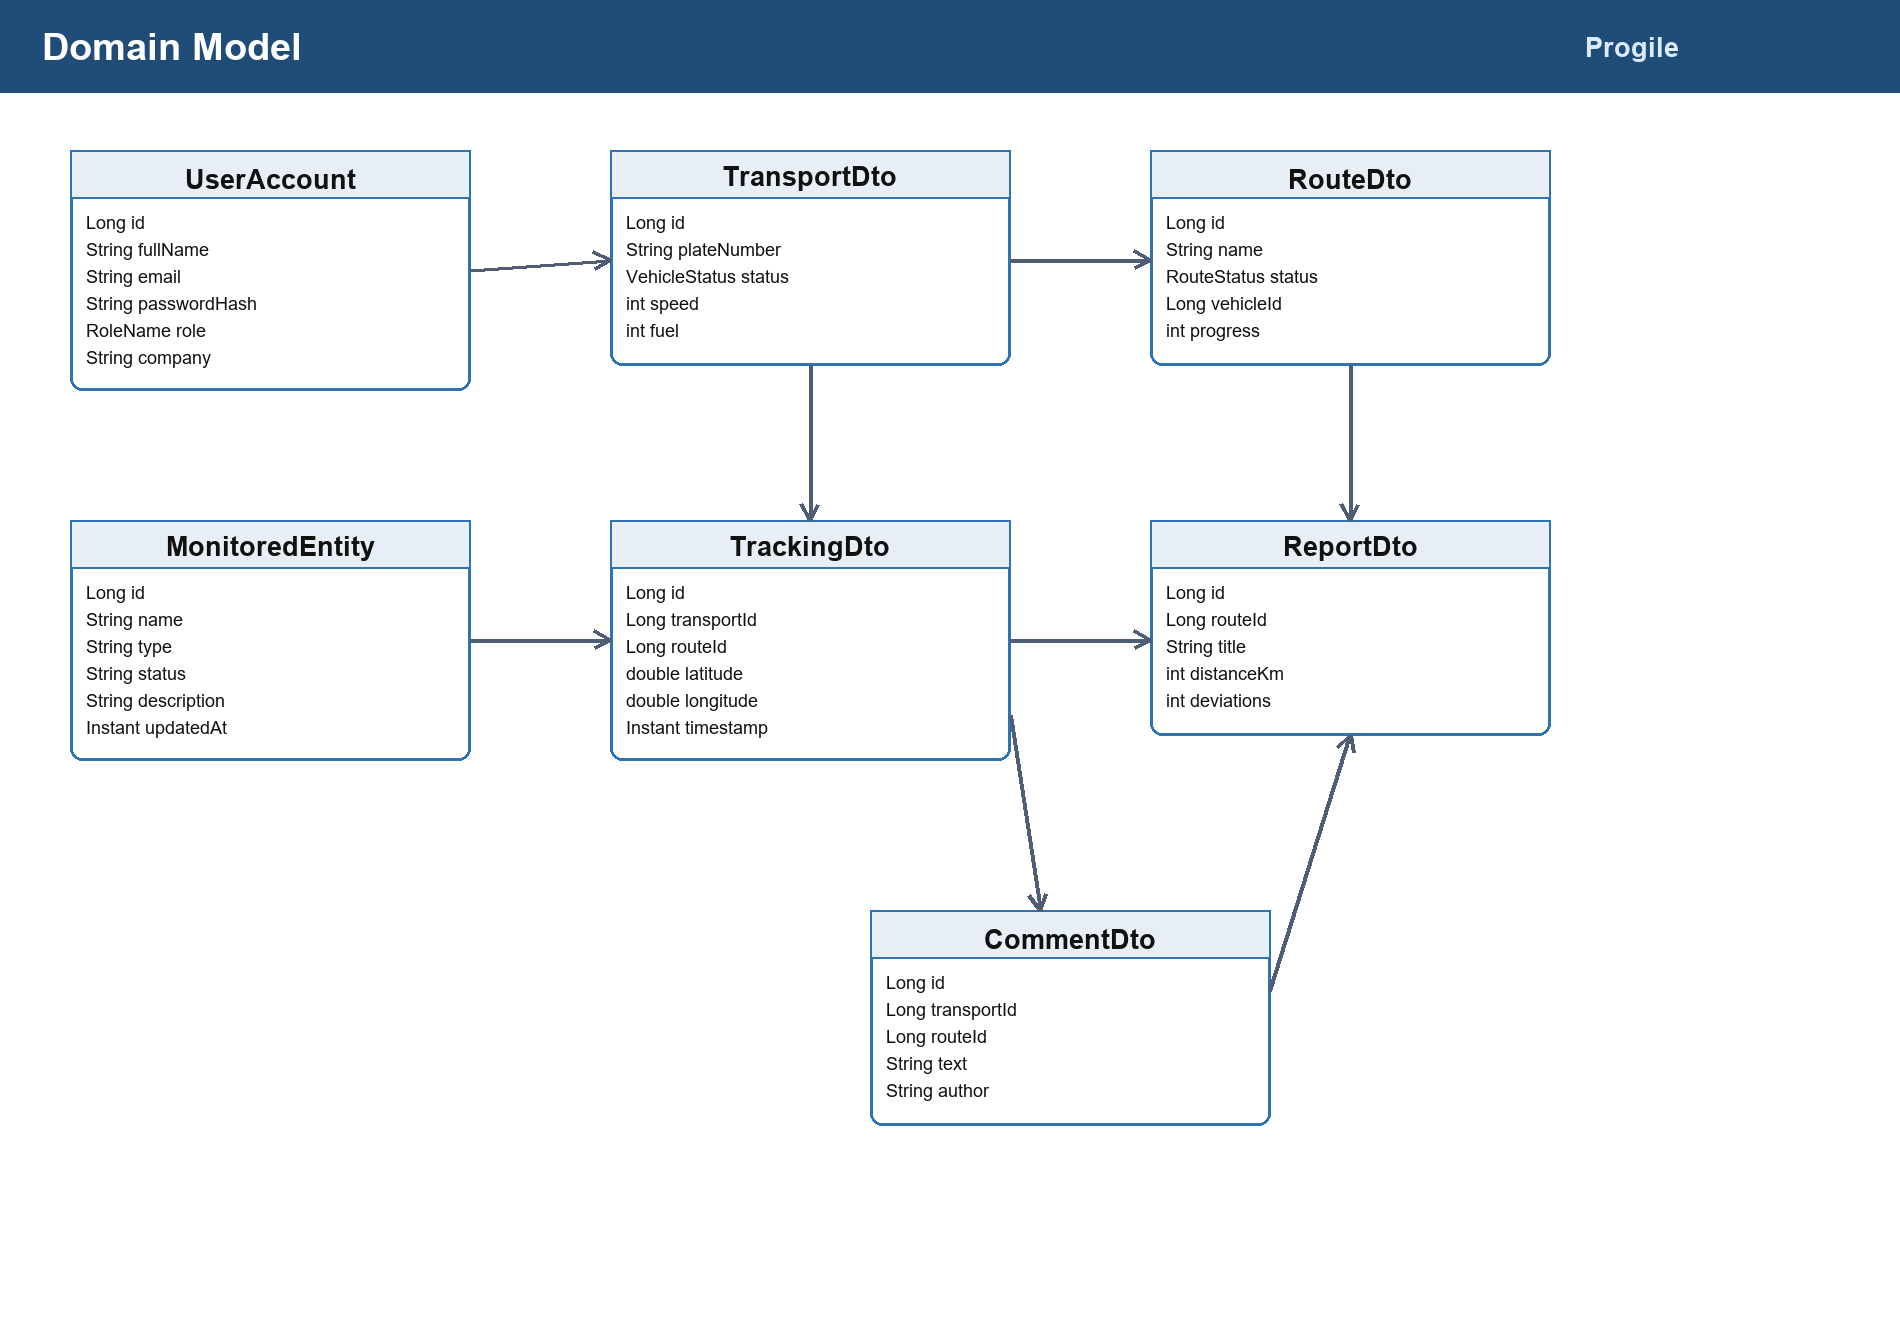 Domain Model
Progile
UserAccount
Long id
String fullName
String email
String passwordHash
RoleName role
String company
TransportDto
Long id
String plateNumber
VehicleStatus status
int speed
int fuel
RouteDto
Long id
String name
RouteStatus status
Long vehicleId
int progress
MonitoredEntity
Long id
String name
String type
String status
String description
Instant updatedAt
TrackingDto
Long id
Long transportId
Long routeId
double latitude
double longitude
Instant timestamp
ReportDto
Long id
Long routeId
String title
int distanceKm
int deviations
CommentDto
Long id
Long transportId
Long routeId
String text
String author